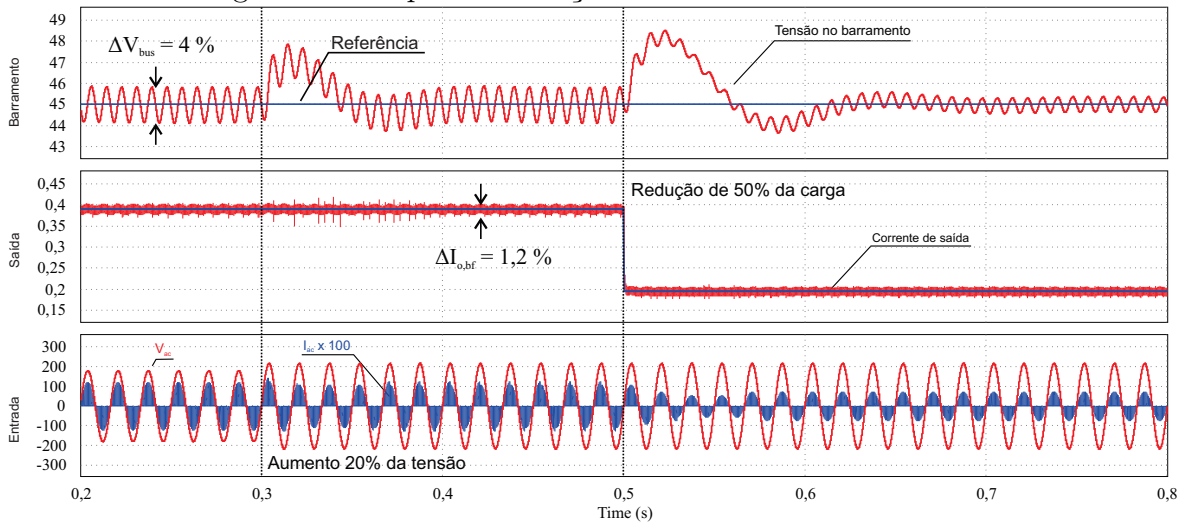 49
48
47
46
45
44
43
Barramento
ΔV_bus = 4 %
Referência
Tensão no barramento
0,45
0,4
0,35
0,3
0,25
0,2
0,15
Saída
ΔI_o,bf = 1,2 %
Redução de 50% da carga
Corrente de saída
300
200
100
0
-100
-200
-300
Entrada
V_ac
I_ac x 100
Aumento 20% da tensão
0,2 0,3 0,4 0,5 0,6 0,7 0,8
Time (s)